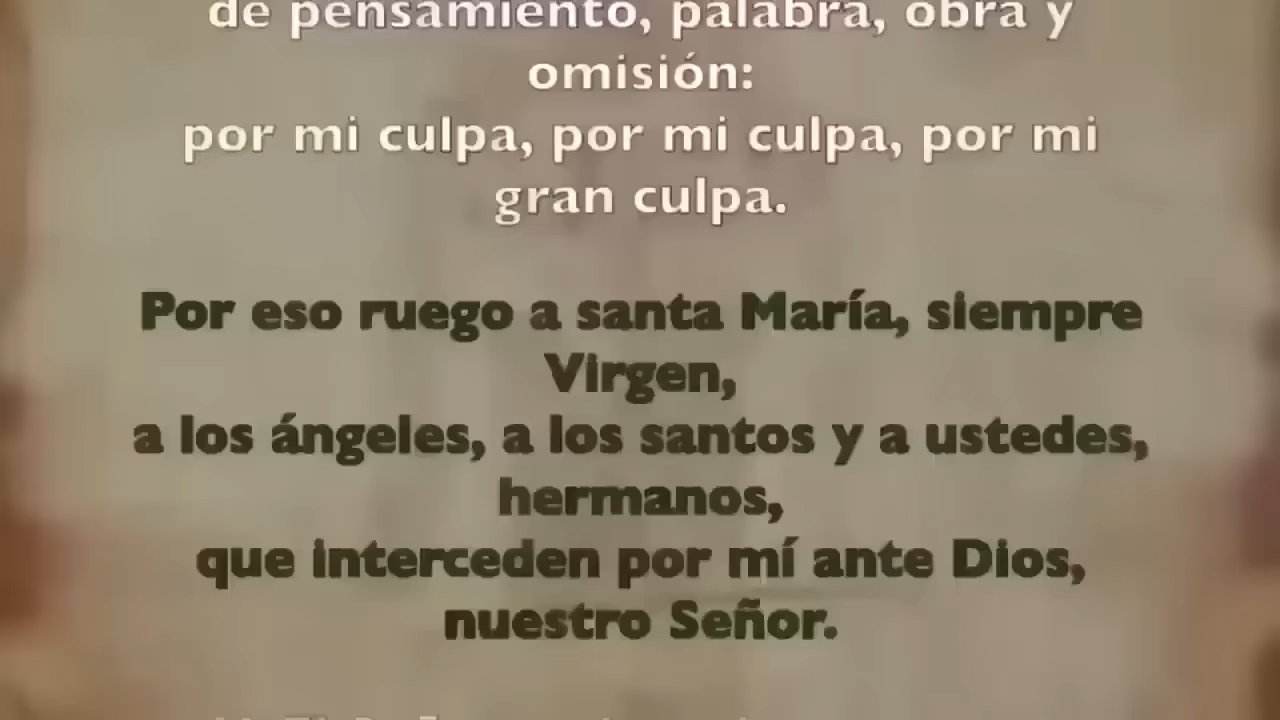 de pensamiento, palabra, obra y
omisión:
por mi culpa, por mi culpa, por mi
gran culpa.
Por eso ruego a santa María, siempre
Virgen,
a los ángeles, a los santos y a ustedes,
hermanos,
que interceden por mí ante Dios,
nuestro Señor.